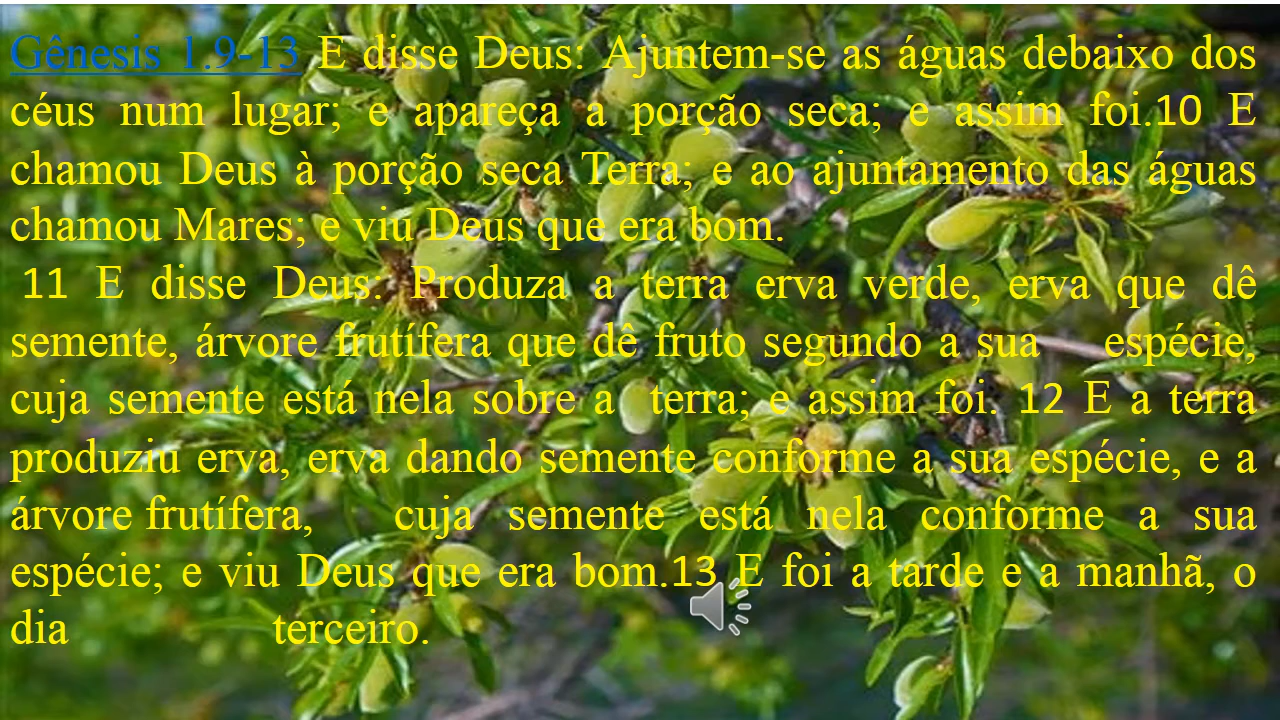 Gênesis 1.9-13 E disse Deus: Ajuntem-se as águas debaixo dos
céus num lugar; e apareça a porção seca; e assim foi.10 E
chamou Deus à porção seca Terra; e ao ajuntamento das águas
chamou Mares; e viu Deus que era bom.
11 E disse Deus: Produza a terra erva verde, erva que dê
semente, árvore frutífera que dê fruto segundo a sua espécie,
cuja semente está nela sobre a terra; e assim foi. 12 E a terra
produziu erva, erva dando semente conforme a sua espécie, e a
árvore frutífera, cuja semente está nela conforme a sua
espécie; e viu Deus que era bom.13 E foi a tarde e a manhã, o
dia terceiro.